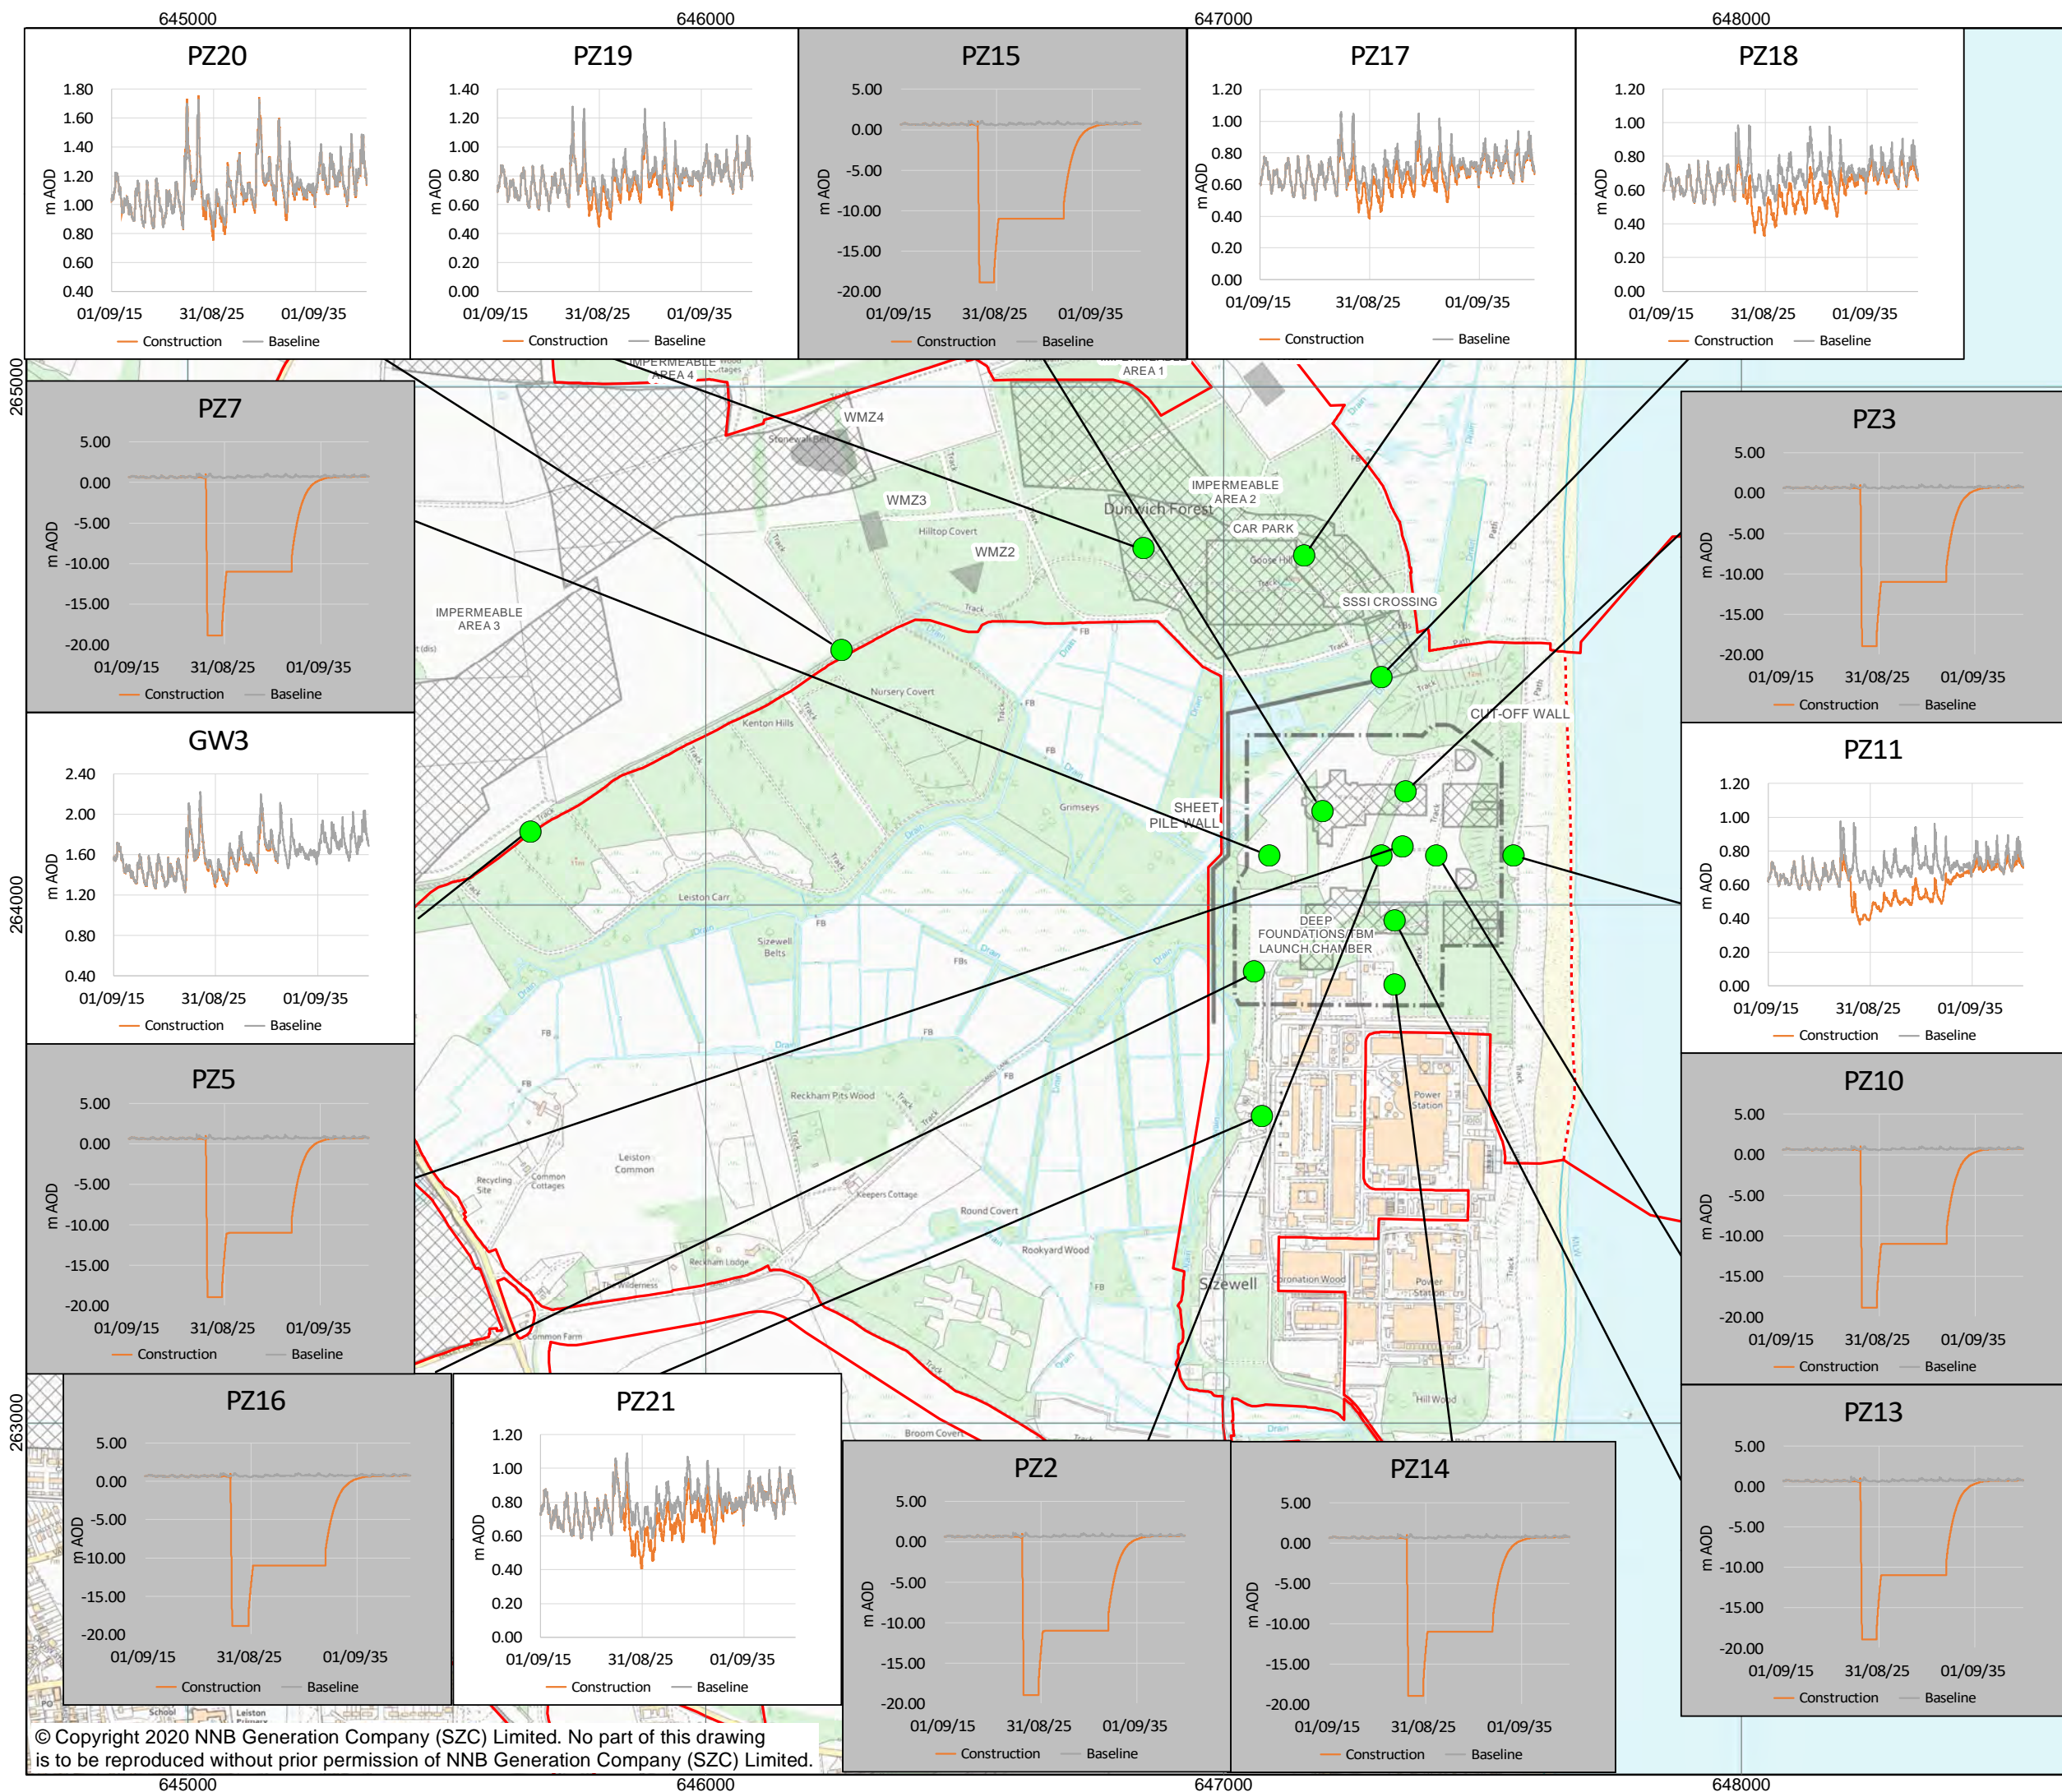 645000 646000 647000 648000
PZ20
1.80
1.60
1.40
1.20
1.00
0.80
0.60
0.40
m AOD
01/09/15 31/08/25 01/09/35
Construction Baseline
PZ19
1.40
1.20
1.00
0.80
0.60
0.40
0.20
0.00
m AOD
01/09/15 31/08/25 01/09/35
Construction Baseline
PZ15
5.00
0.00
-5.00
-10.00
-15.00
-20.00
m AOD
01/09/15 31/08/25 01/09/35
Construction Baseline
PZ17
1.20
1.00
0.80
0.60
0.40
0.20
0.00
m AOD
01/09/15 31/08/25 01/09/35
Construction Baseline
PZ18
1.20
1.00
0.80
0.60
0.40
0.20
0.00
m AOD
01/09/15 31/08/25 01/09/35
Construction Baseline
265000
264000
263000
PZ7
5.00
0.00
-5.00
-10.00
-15.00
-20.00
m AOD
01/09/15 31/08/25 01/09/35
Construction Baseline
GW3
2.40
2.00
1.60
1.20
0.80
0.40
m AOD
01/09/15 31/08/25 01/09/35
Construction Baseline
PZ5
5.00
0.00
-5.00
-10.00
-15.00
-20.00
m AOD
01/09/15 31/08/25 01/09/35
Construction Baseline
PZ16
5.00
0.00
-5.00
-10.00
-15.00
-20.00
m AOD
01/09/15 31/08/25 01/09/35
Construction Baseline
PZ21
1.20
1.00
0.80
0.60
0.40
0.20
0.00
m AOD
01/09/15 31/08/25 01/09/35
Construction Baseline
PZ2
5.00
0.00
-5.00
-10.00
-15.00
-20.00
m AOD
01/09/15 31/08/25 01/09/35
Construction Baseline
PZ14
5.00
0.00
-5.00
-10.00
-15.00
-20.00
m AOD
01/09/15 31/08/25 01/09/35
Construction Baseline
PZ3
5.00
0.00
-5.00
-10.00
-15.00
-20.00
m AOD
01/09/15 31/08/25 01/09/35
Construction Baseline
PZ11
1.20
1.00
0.80
0.60
0.40
0.20
0.00
m AOD
01/09/15 31/08/25 01/09/35
Construction Baseline
PZ10
5.00
0.00
-5.00
-10.00
-15.00
-20.00
m AOD
01/09/15 31/08/25 01/09/35
Construction Baseline
PZ13
5.00
0.00
-5.00
-10.00
-15.00
-20.00
m AOD
01/09/15 31/08/25 01/09/35
Construction Baseline
IMPERMEABLE
AREA 4
AREA 1
WMZ4
Stonewall Belt
WMZ3
Hilltop Covert
WMZ2
Track
IMPERMEABLE
AREA 2
Dunwich Forest
CAR PARK
Goose Hill
SSSI CROSSING
Drain
Path
IMPERMEABLE
AREA 3
Nursery Covert
Kenton Hills
FB
Grimseys
SHEET
PILE WALL
CUT-OFF WALL
Leiston Carr
Sizewell
Belts
FBs
DEEP
FOUNDATIONS/TBM
LAUNCH CHAMBER
Reckham Pits Wood
Leiston
Common
Recycling
Site
Common
Cottages
Keepers Cottage
Round Covert
Rookyard Wood
Reckham Lodge
The Wilderness
Common Farm
Broom Covert
Sizewell
Coronation Wood
Power
Station
Power
Station
Hill Wood
MLW
School
Leiston
Primary
© Copyright 2020 NNB Generation Company (SZC) Limited. No part of this drawing
is to be reproduced without prior permission of NNB Generation Company (SZC) Limited.
645000 646000 647000 648000